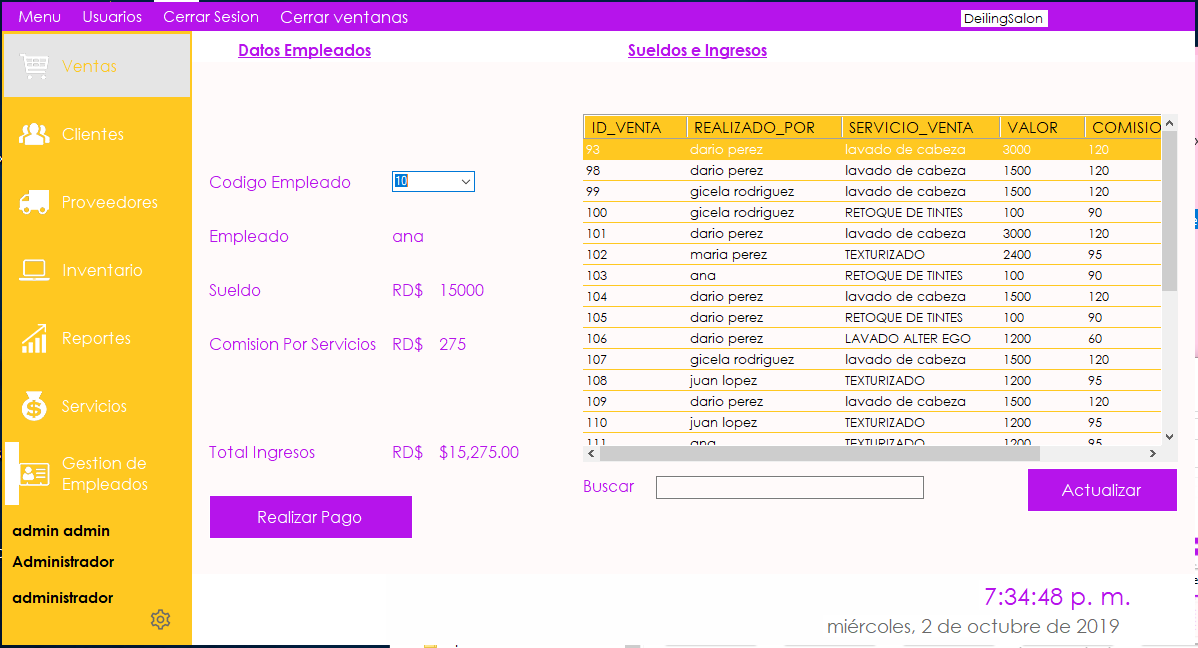 Menu Usuarios Cerrar Sesion Cerrar ventanas DeilingSalon
Datos Empleados Sueldos e Ingresos
Ventas
Clientes
Proveedores
Inventario
Reportes
Servicios
Gestion de
Empleados
admin admin
Administrador
administrador
Codigo Empleado 10
Empleado ana
Sueldo RD$ 15000
Comision Por Servicios RD$ 275
Total Ingresos RD$ $15,275.00
Realizar Pago
ID_VENTA REALIZADO_POR SERVICIO_VENTA VALOR COMISIO
93 dario perez lavado de cabeza 3000 120
98 dario perez lavado de cabeza 1500 120
99 gicela rodriguez lavado de cabeza 1500 120
100 gicela rodriguez RETOQUE DE TINTES 100 90
101 dario perez lavado de cabeza 3000 120
102 maria perez TEXTURIZADO 2400 95
103 ana RETOQUE DE TINTES 100 90
104 dario perez lavado de cabeza 1500 120
105 dario perez RETOQUE DE TINTES 100 90
106 dario perez LAVADO ALTER EGO 1200 60
107 gicela rodriguez lavado de cabeza 1500 120
108 juan lopez TEXTURIZADO 1200 95
109 dario perez lavado de cabeza 1500 120
110 juan lopez TEXTURIZADO 1200 95
111 ana TEXTURIZADO 1200 95
Buscar
Actualizar
7:34:48 p. m.
miércoles, 2 de octubre de 2019